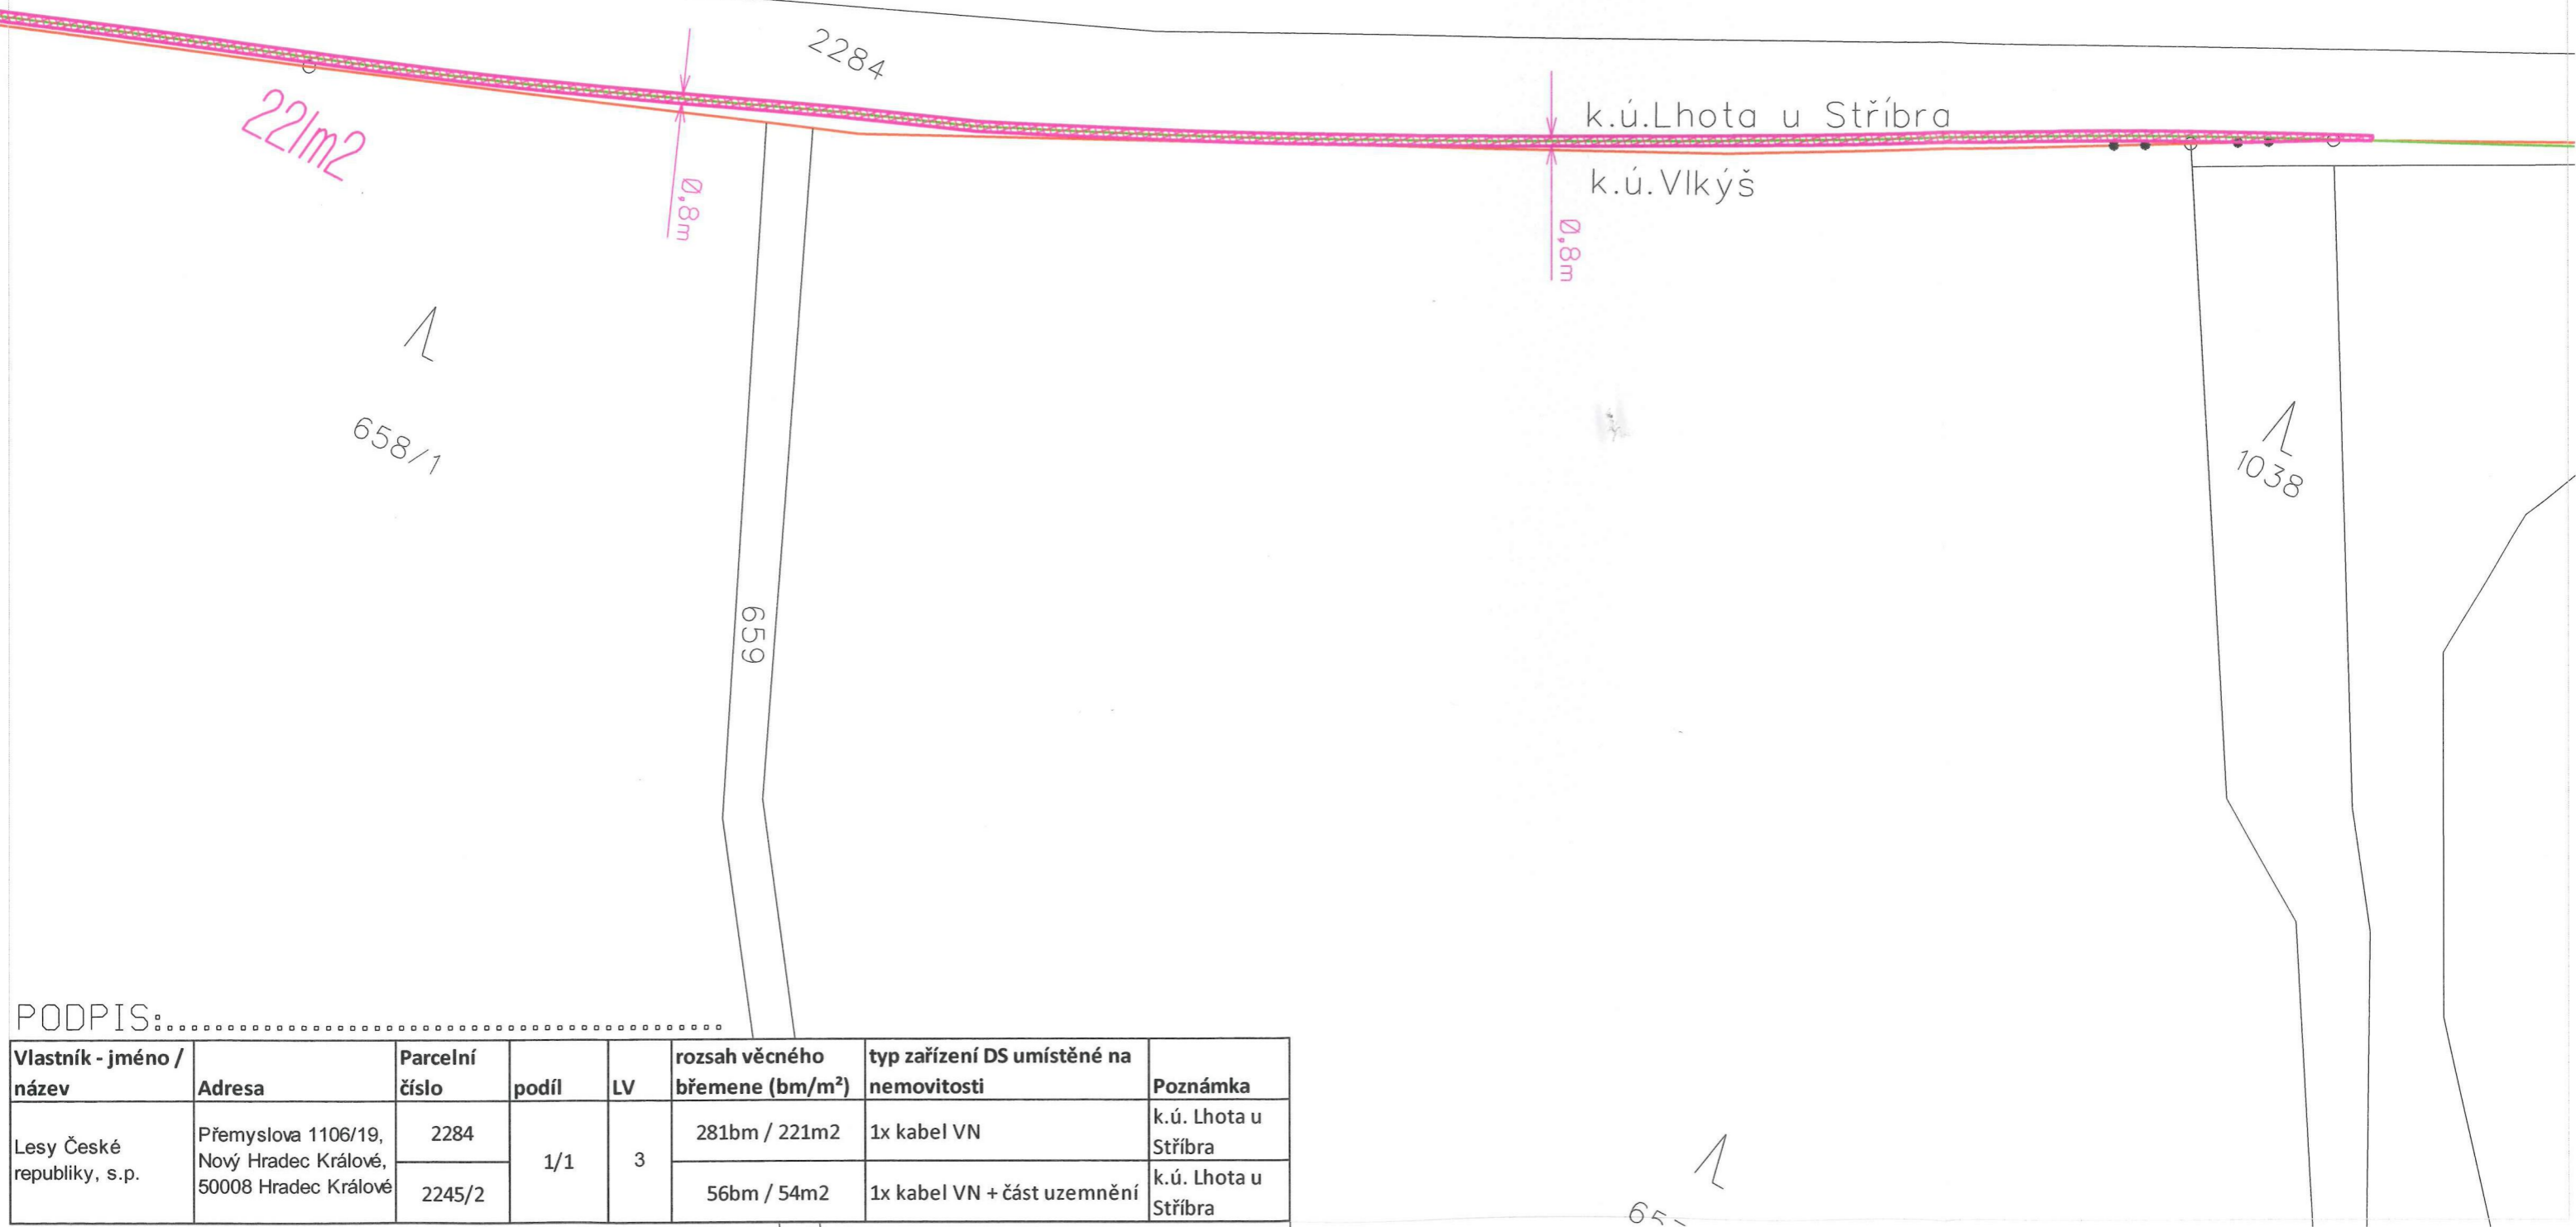 2284
221m2
k.ú.Lhota u Stříbra
k.ú.Vlkýš
0,8m
0,8m
658/1
1038
659
PODPIS:
Vlastník - jméno / název
Adresa
Parcelní číslo
podíl
LV
rozsah věcného břemene (bm/m²)
typ zařízení DS umístěné na nemovitosti
Poznámka
Lesy České republiky, s.p.
Přemyslova 1106/19,
Nový Hradec Králové,
50008 Hradec Králové
2284
1/1
3
281bm / 221m2
1x kabel VN
k.ú. Lhota u Stříbra
2245/2
56bm / 54m2
1x kabel VN + část uzemnění
k.ú. Lhota u Stříbra